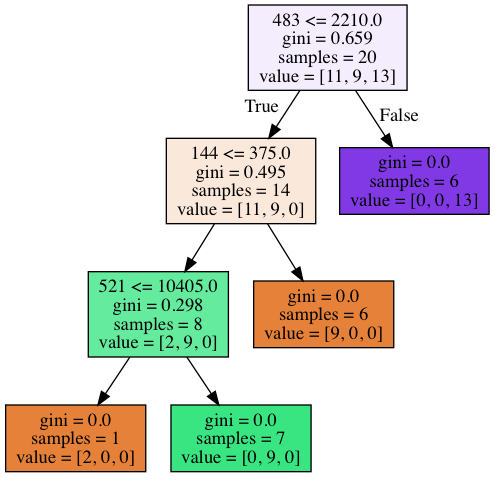 483 <= 2210.0
gini = 0.659
samples = 20
value = [11, 9, 13]
True
False
144 <= 375.0
gini = 0.495
samples = 14
value = [11, 9, 0]
gini = 0.0
samples = 6
value = [0, 0, 13]
521 <= 10405.0
gini = 0.298
samples = 8
value = [2, 9, 0]
gini = 0.0
samples = 6
value = [9, 0, 0]
gini = 0.0
samples = 1
value = [2, 0, 0]
gini = 0.0
samples = 7
value = [0, 9, 0]